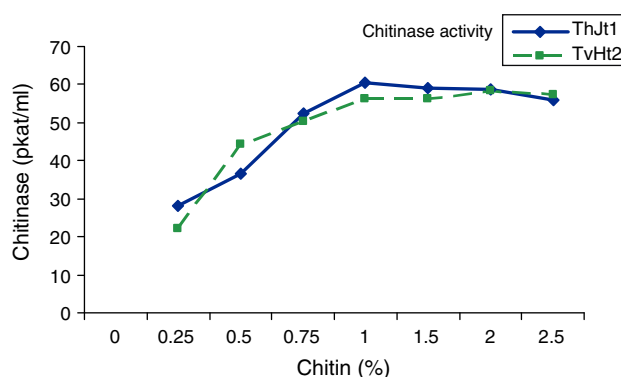 Chitinase activity
ThJt1
TvHt2
Chitinase (pkat/ml)
70
60
50
40
30
20
10
0
0 0.25 0.5 0.75 1 1.5 2 2.5
Chitin (%)